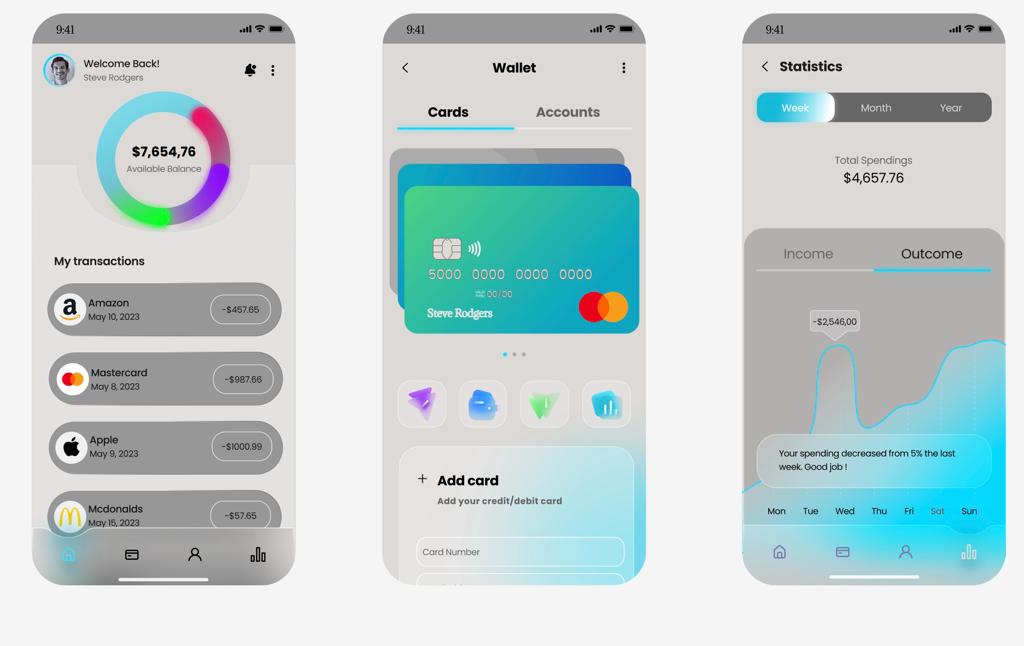 9:41
Welcome Back!
Steve Rodgers
$7,654,76
Available Balance
My transactions
Amazon
May 10, 2023
-$457.65
Mastercard
May 8, 2023
-$987.66
Apple
May 9, 2023
-$1000.99
Mcdonalds
May 15, 2023
-$57.65
9:41
Wallet
Cards
Accounts
5000 0000 0000 0000
00/00
Steve Rodgers
Add card
Add your credit/debit card
Card Number
9:41
Statistics
Week
Month
Year
Total Spendings
$4,657.76
Income
Outcome
-$2,546,00
Your spending decreased from 5% the last
week. Good job !
Mon Tue Wed Thu Fri Sat Sun